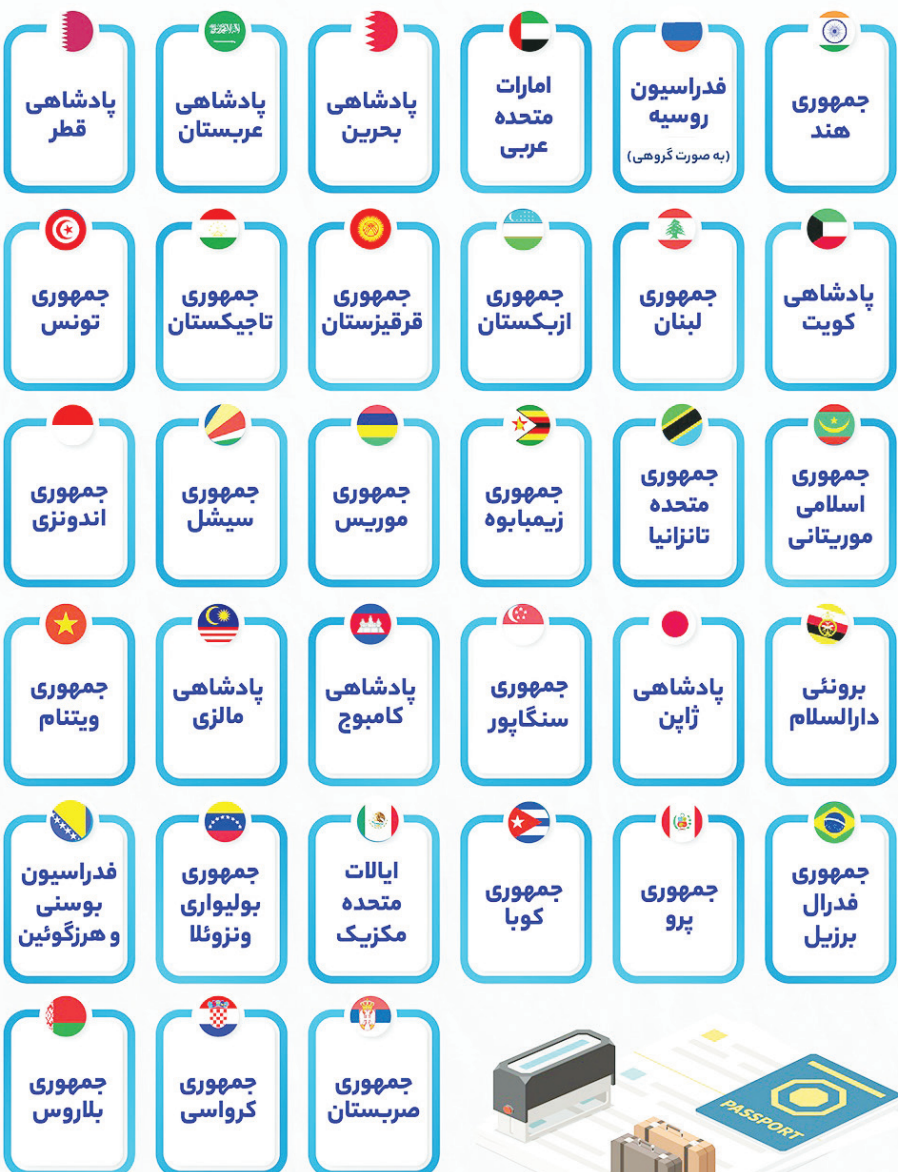 جمهوری
هند
فدراسیون
روسیه
(به صورت گروهی)
امارات
متحده
عربی
پادشاهی
بحرین
پادشاهی
عربستان
پادشاهی
قطر
پادشاهی
کویت
جمهوری
لبنان
جمهوری
ازبکستان
جمهوری
قرقیزستان
جمهوری
تاجیکستان
جمهوری
تونس
جمهوری
اسلامی
موریتانی
جمهوری
متحده
تانزانیا
جمهوری
زیمبابوه
جمهوری
موریس
جمهوری
سیشل
جمهوری
اندونزی
برونئی
دارالسلام
پادشاهی
ژاپن
جمهوری
سنگاپور
پادشاهی
کامبوج
پادشاهی
مالزی
جمهوری
ویتنام
جمهوری
فدرال
برزیل
جمهوری
پرو
جمهوری
کوبا
ایالات
متحده
مکزیک
جمهوری
بولیواری
ونزوئلا
فدراسیون
بوسنی
و هرزگوئین
جمهوری
صربستان
جمهوری
کرواسی
جمهوری
بلاروس
PASSPORT